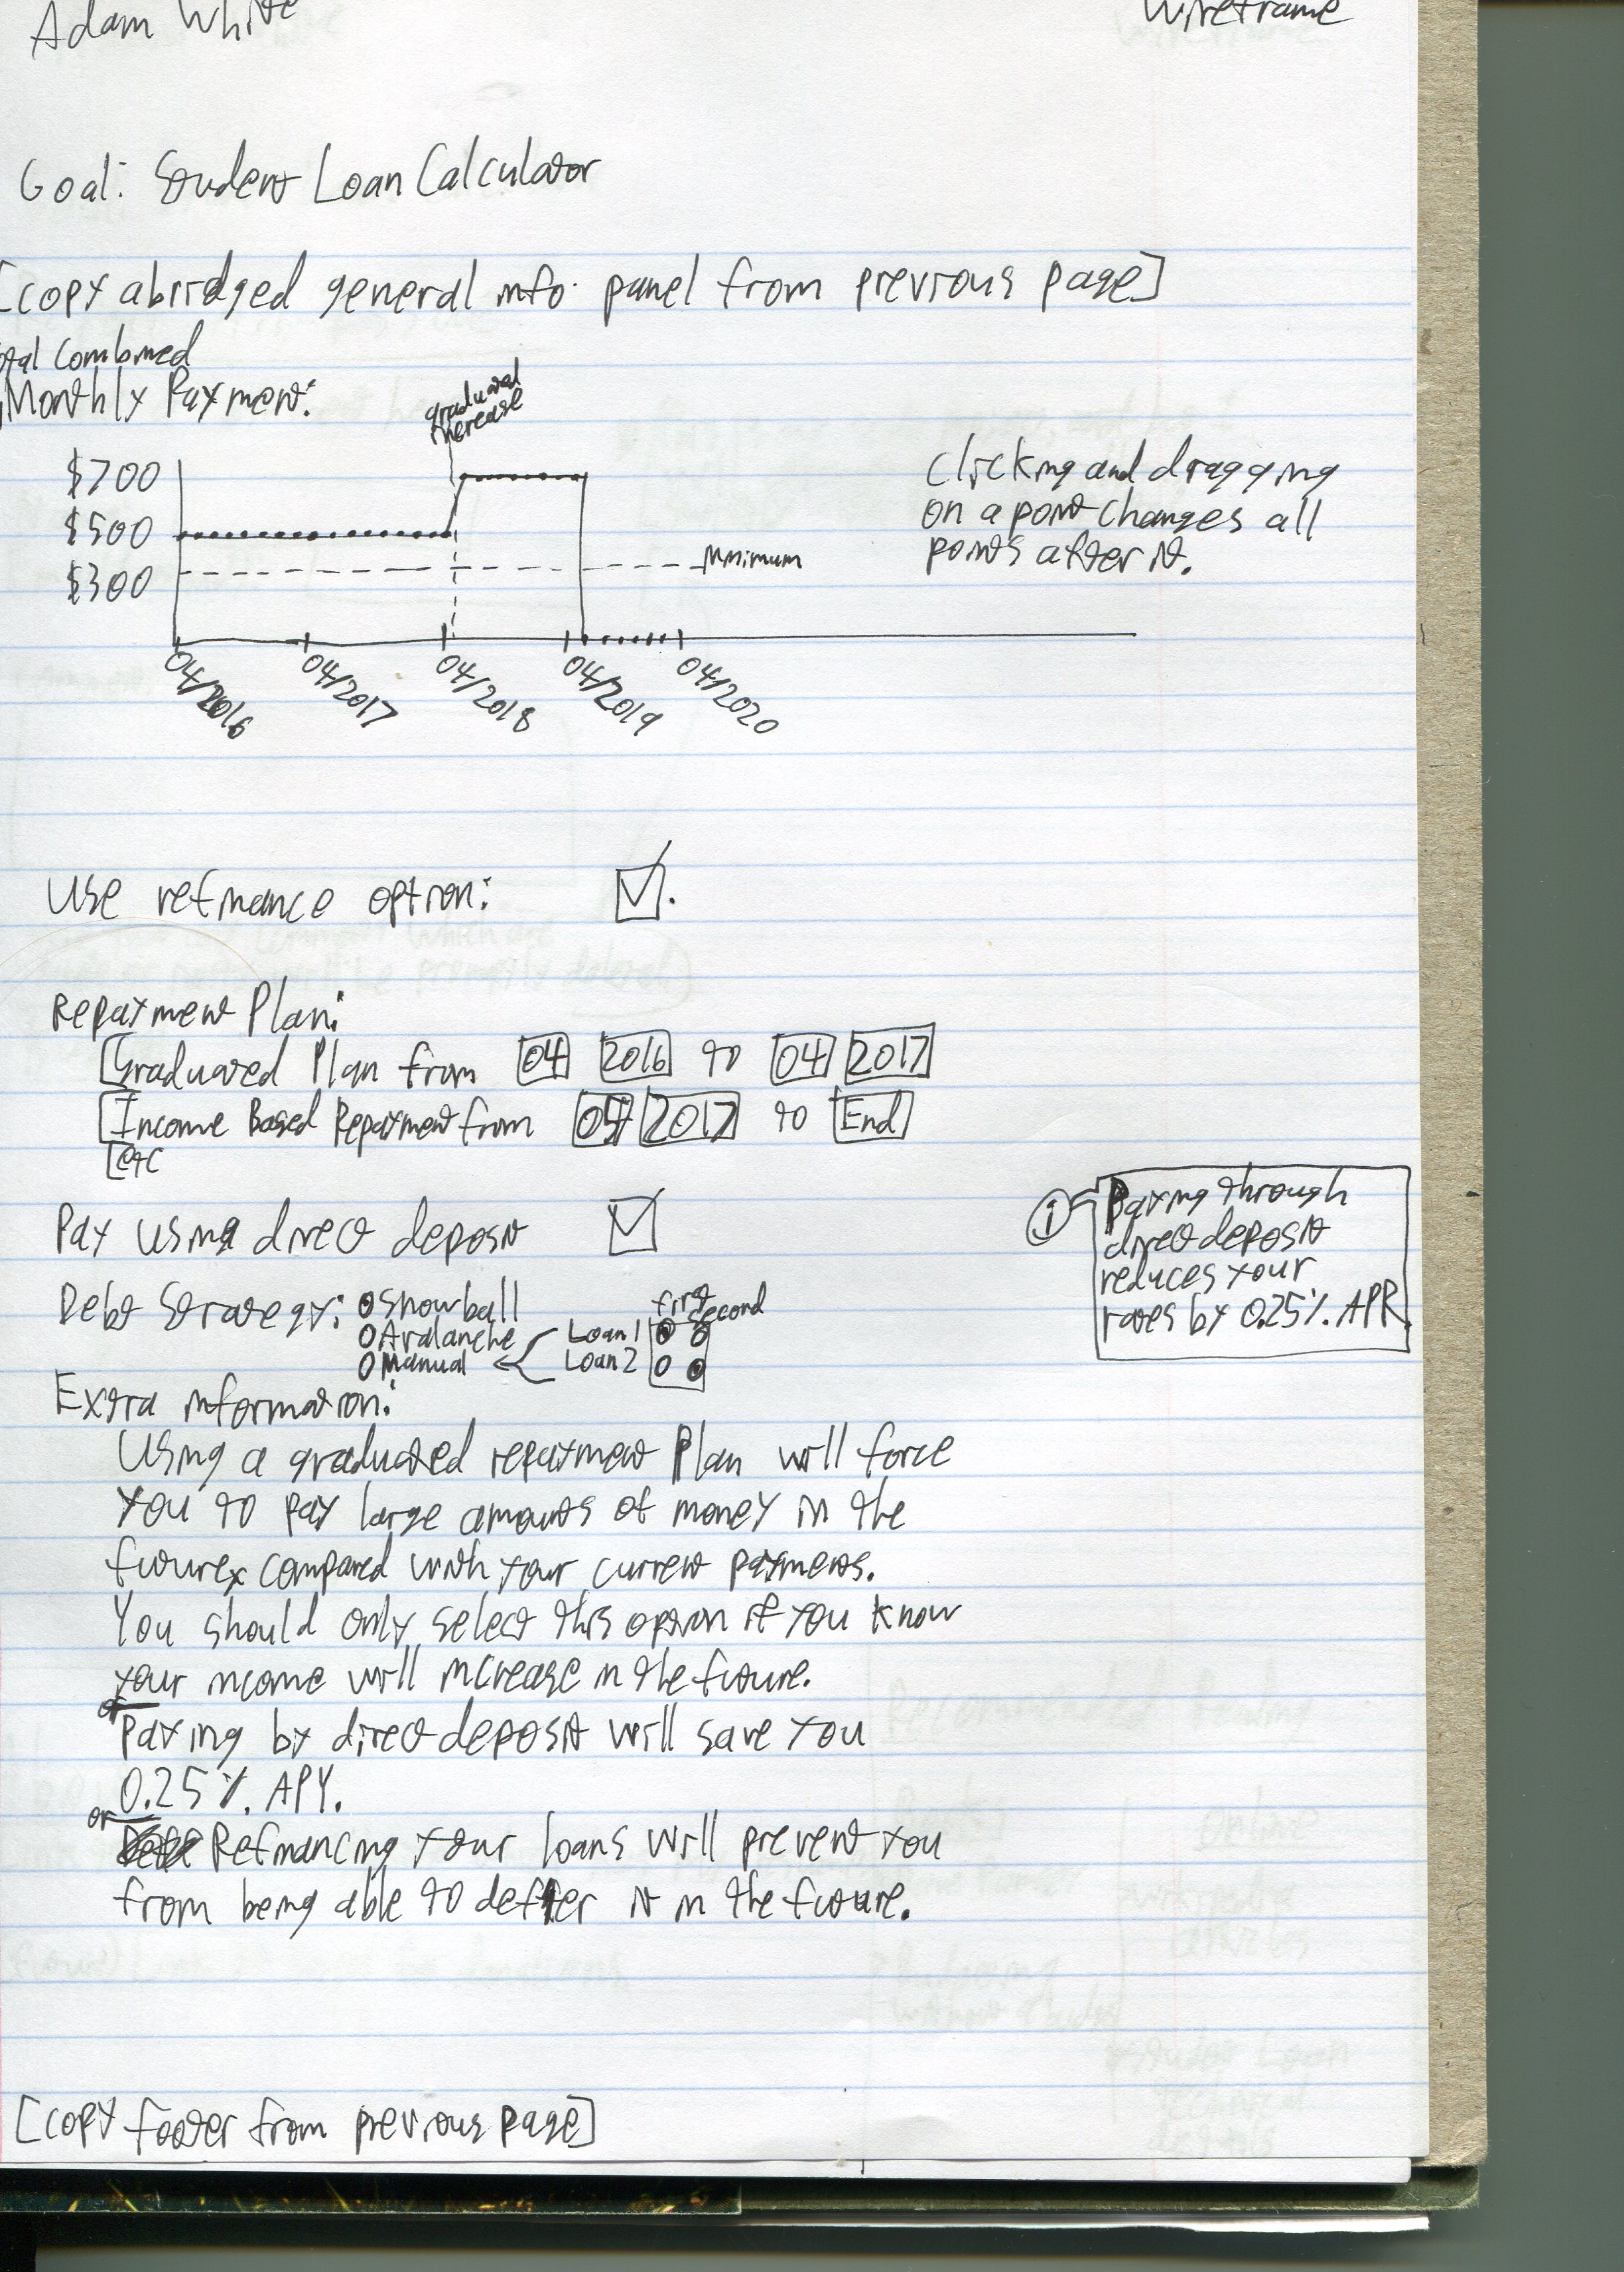 Adam White
Wireframe
Goal: Student Loan Calculator
[copy abridged general info. panel from previous page]
Total Combined
Monthly Payment:
gradual
increase
$700
$500
$300
Minimum
Clicking and dragging
on a point changes all
points after it.
04/2016
04/2017
04/2018
04/2019
04/2020
Use refinance option:
Repayment Plan:
Graduated Plan from 04 2016 to 04 2017
Income Based Repayment from 05 2017 to End
etc
Pay using direct deposit
i
Paying through
direct deposit
reduces your
rates by 0.25% APR
Debt Strategy: Snowball
Avalanche
Manual
first
second
Loan 1
Loan 2
Extra information:
Using a graduated repayment Plan will force
you to pay large amounts of money in the
future compared with your current payments.
You should only select this option if you know
your income will increase in the future.
or
Paying by direct deposit will save you
0.25% APY.
or
Refinancing your loans will prevent you
from being able to deffer it in the future.
[copy footer from previous page]